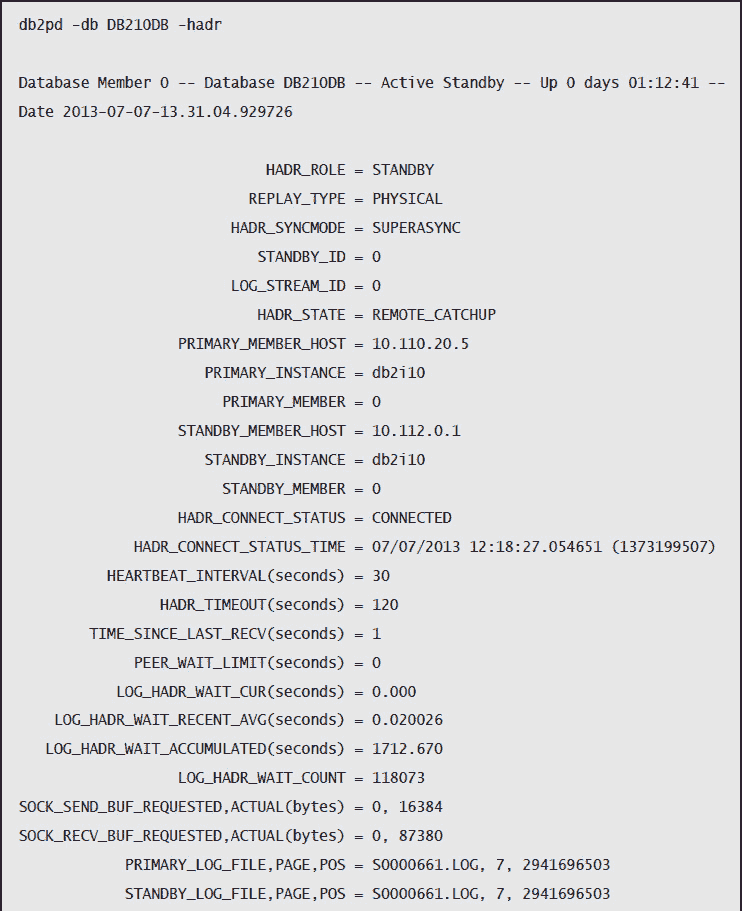 db2pd -db DB21ODB -hadr
Database Member 0 -- Database DB21ODB -- Active Standby -- Up 0 days 01:12:41 --
Date 2013-07-07-13.31.04.929726
HADR_ROLE = STANDBY
REPLAY_TYPE = PHYSICAL
HADR_SYNCMODE = SUPERASYNC
STANDBY_ID = 0
LOG_STREAM_ID = 0
HADR_STATE = REMOTE_CATCHUP
PRIMARY_MEMBER_HOST = 10.110.20.5
PRIMARY_INSTANCE = db2i10
PRIMARY_MEMBER = 0
STANDBY_MEMBER_HOST = 10.112.0.1
STANDBY_INSTANCE = db2i10
STANDBY_MEMBER = 0
HADR_CONNECT_STATUS = CONNECTED
HADR_CONNECT_STATUS_TIME = 07/07/2013 12:18:27.054651 (1373199507)
HEARTBEAT_INTERVAL(seconds) = 30
HADR_TIMEOUT(seconds) = 120
TIME_SINCE_LAST_RECV(seconds) = 1
PEER_WAIT_LIMIT(seconds) = 0
LOG_HADR_WAIT_CUR(seconds) = 0.000
LOG_HADR_WAIT_RECENT_AVG(seconds) = 0.020026
LOG_HADR_WAIT_ACCUMULATED(seconds) = 1712.670
LOG_HADR_WAIT_COUNT = 118073
SOCK_SEND_BUF_REQUESTED,ACTUAL(bytes) = 0, 16384
SOCK_RECV_BUF_REQUESTED,ACTUAL(bytes) = 0, 87380
PRIMARY_LOG_FILE,PAGE,POS = S0000661.LOG, 7, 2941696503
STANDBY_LOG_FILE,PAGE,POS = S0000661.LOG, 7, 2941696503